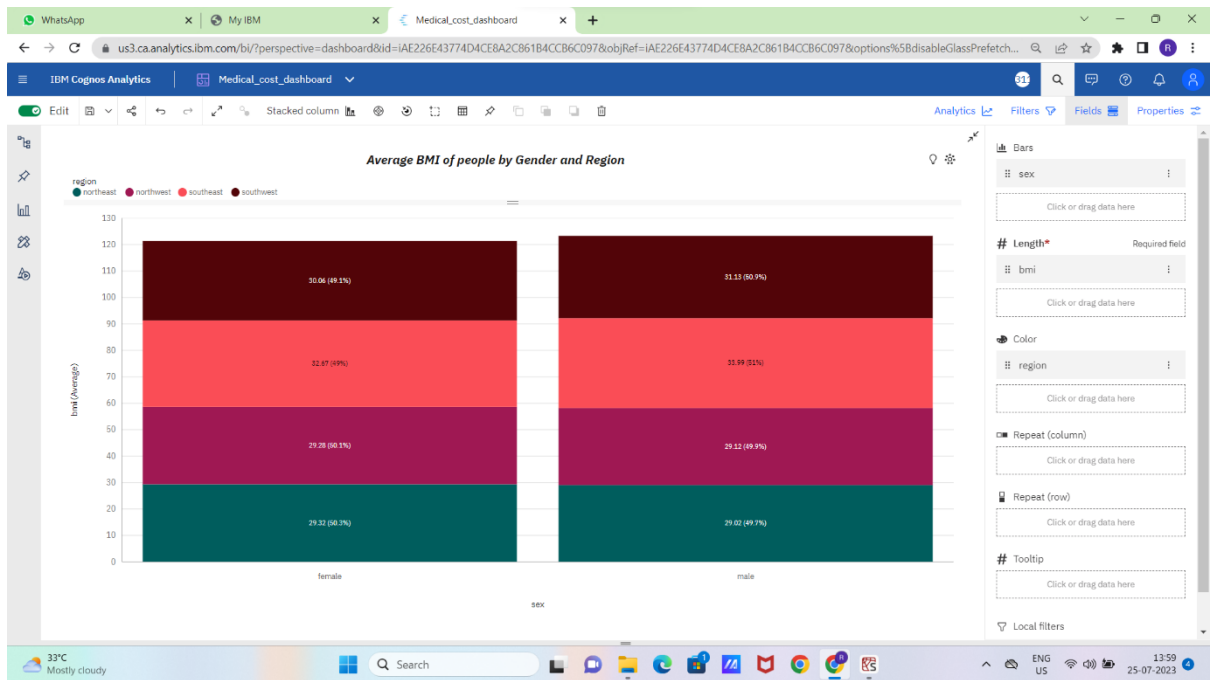 WhatsApp
My IBM
Medical_cost_dashboard
us3.ca.analytics.ibm.com/bi/?perspective=dashboard&id=iAE226E43774D4CE8A2C861B4CCB6C097&objRef=iAE226E43774D4CE8A2C861B4CCB6C097&options%5BdisableGlassPrefetch...
R
IBM Cognos Analytics
Medical_cost_dashboard
Edit
Stacked column
Analytics
Filters
Fields
Properties
Average BMI of people by Gender and Region
region
northeast northwest southeast southwest
130
120
110
100
90
80
70
60
50
40
30
20
10
0
bmi (Average)
30.06 (49.1%)
31.13 (50.9%)
32.67 (49%)
33.99 (51%)
29.28 (50.1%)
29.12 (49.9%)
29.32 (50.3%)
29.02 (49.7%)
female
male
sex
Bars
sex
Click or drag data here
# Length*
Required field
bmi
Click or drag data here
Color
region
Click or drag data here
Repeat (column)
Click or drag data here
Repeat (row)
Click or drag data here
# Tooltip
Click or drag data here
Local filters
33°C
Mostly cloudy
Search
ENG
US
13:59
25-07-2023
4